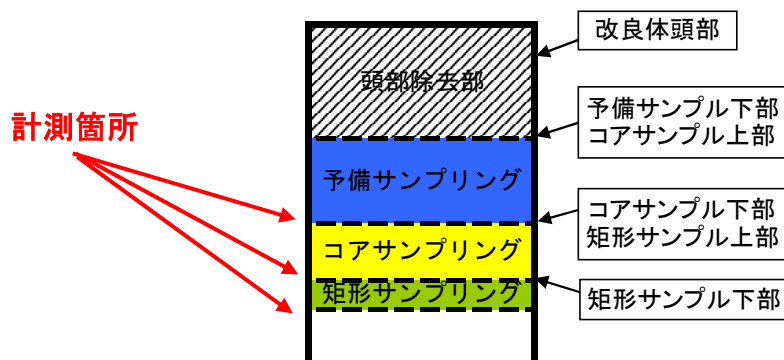 改良体頭部
頭部除去部
予備サンプル下部
コアサンプル上部
計測箇所
予備サンプリング
コアサンプル下部
矩形サンプル上部
コアサンプリング
矩形サンプリング
矩形サンプル下部